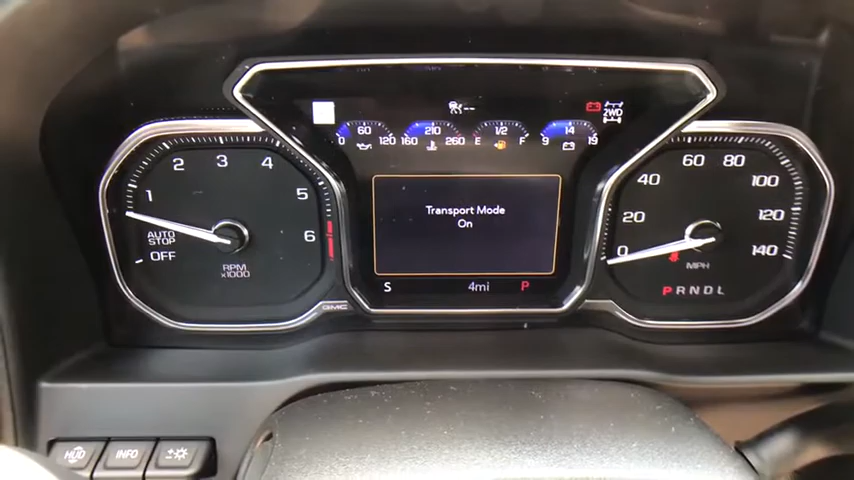 2WD
60
210
1/2
14
0
120
160
260
E
F
9
19
1
2
3
4
5
6
AUTO
STOP
OFF
RPM
x1000
Transport Mode
On
S
4mi
P
0
20
40
60
80
100
120
140
MPH
PRNDL
GMC
HUD
INFO